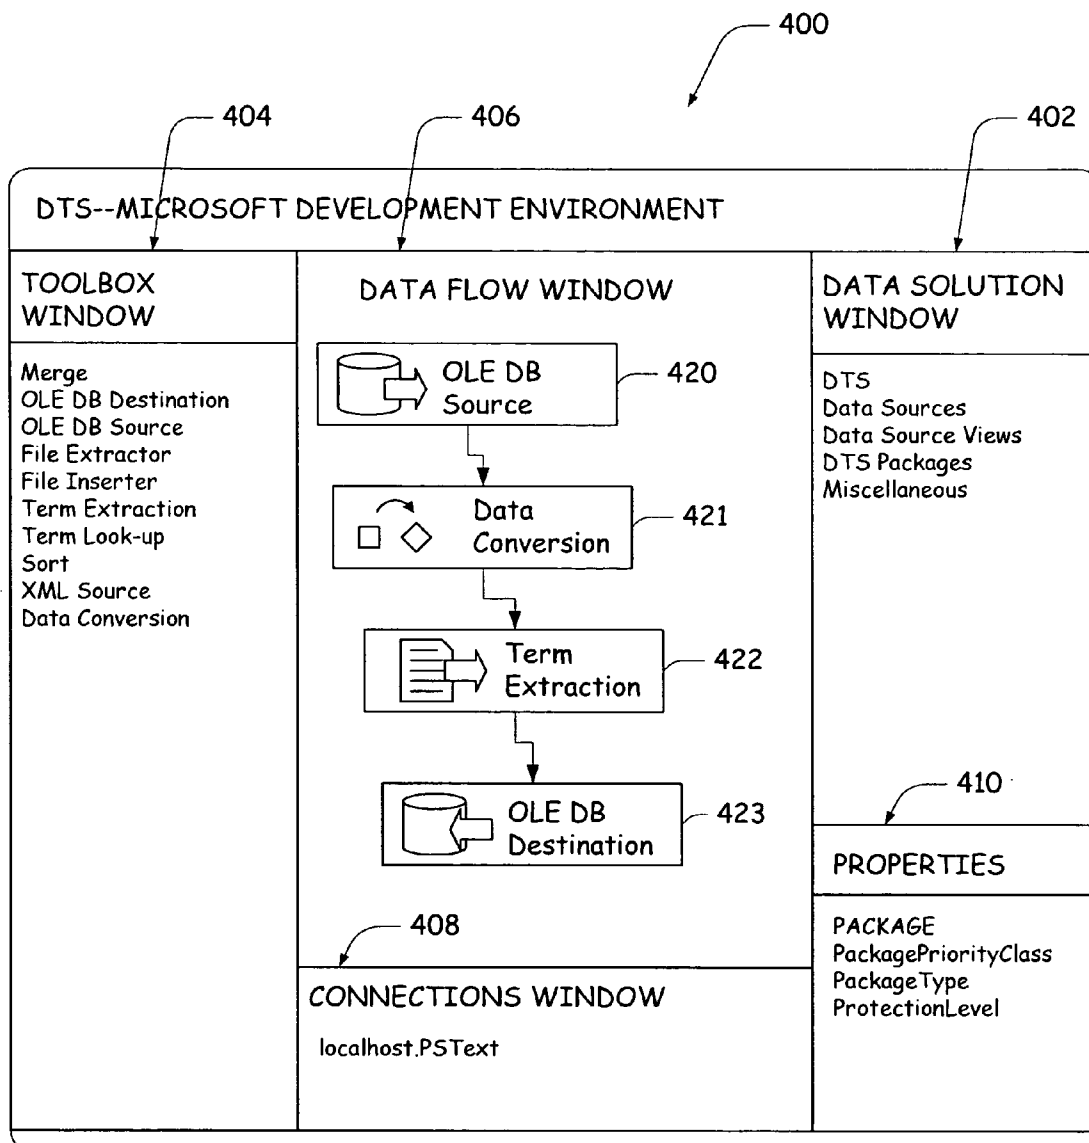 400
404
406
402
DTS--MICROSOFT DEVELOPMENT ENVIRONMENT
TOOLBOX
WINDOW
Merge
OLE DB Destination
OLE DB Source
File Extractor
File Inserter
Term Extraction
Term Look-up
Sort
XML Source
Data Conversion
DATA FLOW WINDOW
OLE DB
Source
420
Data
Conversion
421
Term
Extraction
422
OLE DB
Destination
423
408
CONNECTIONS WINDOW
localhost.PSText
DATA SOLUTION
WINDOW
DTS
Data Sources
Data Source Views
DTS Packages
Miscellaneous
410
PROPERTIES
PACKAGE
PackagePriorityClass
PackageType
ProtectionLevel